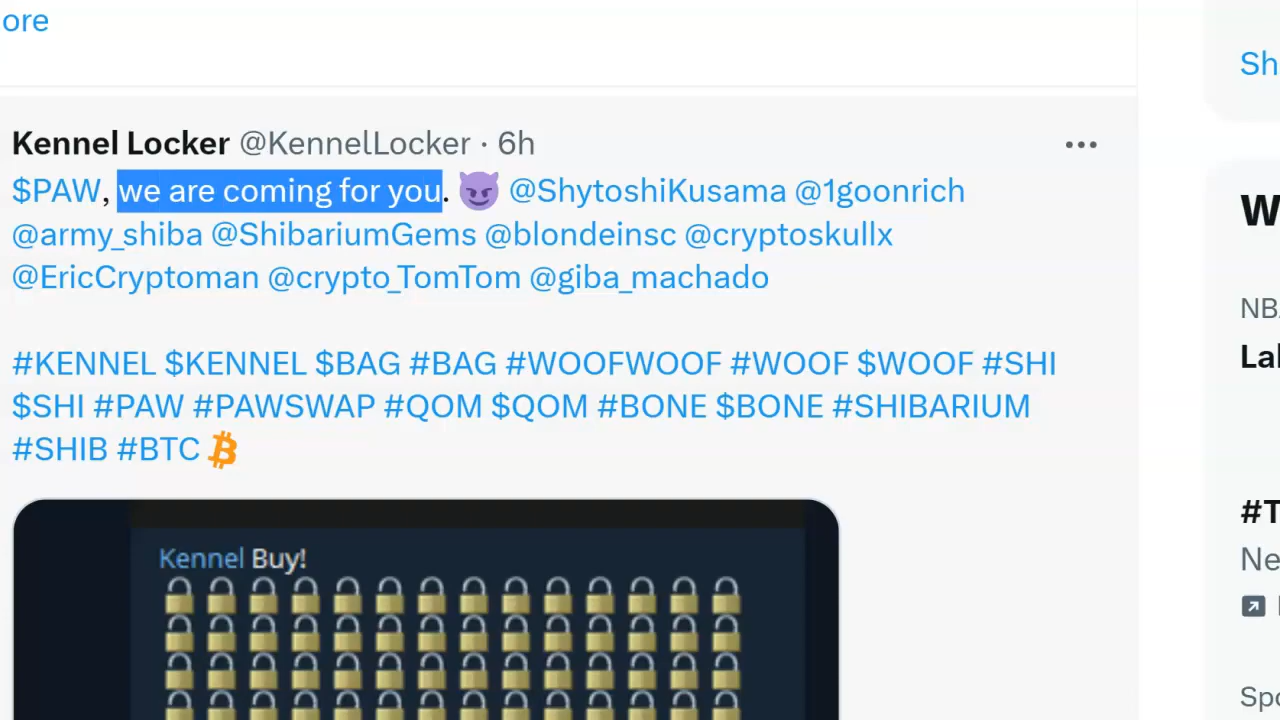 ore
Sh
Kennel Locker @KennelLocker · 6h
$PAW, we are coming for you. 😈 @ShytoshiKusama @1goonrich
@army_shiba @ShibariumGems @blondeinsc @cryptoskullx
@EricCryptoman @crypto_TomTom @giba_machado
#KENNEL $KENNEL $BAG #BAG #WOOFWOOF #WOOF $WOOF #SHI
$SHI #PAW #PAWSWAP #QOM $QOM #BONE $BONE #SHIBARIUM
#SHIB #BTC
Kennel Buy!
W
NB
Lal
#T
Ne
Spo